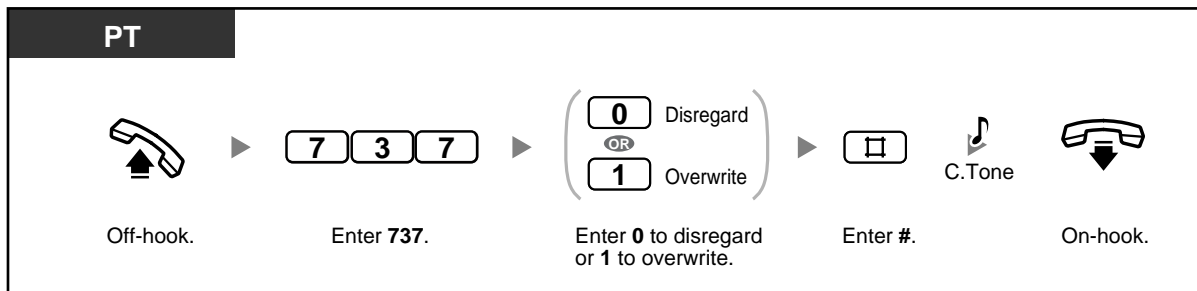 PT
7 3 7
0 Disregard
OR
1 Overwrite
#
C.Tone
Off-hook.
Enter 737.
Enter 0 to disregard
or 1 to overwrite.
Enter #.
On-hook.